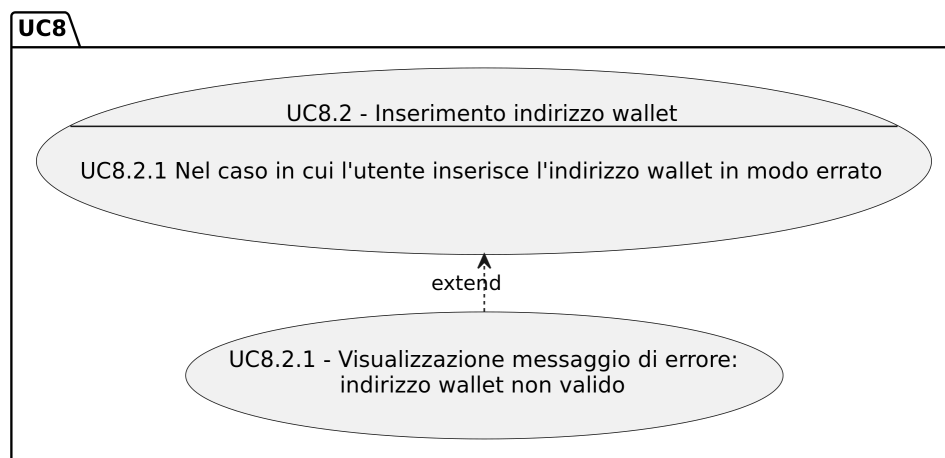 UC8
UC8.2 - Inserimento indirizzo wallet
UC8.2.1 Nel caso in cui l'utente inserisce l'indirizzo wallet in modo errato
extend
UC8.2.1 - Visualizzazione messaggio di errore:
indirizzo wallet non valido